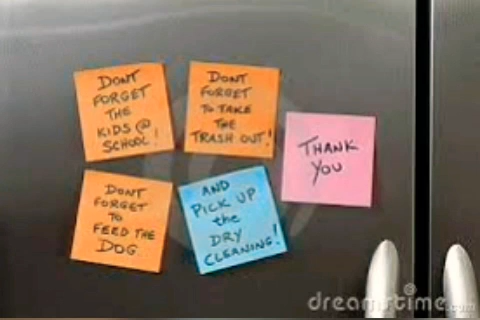 DONT
FORGET
THE
KIDS @
SCHOOL!
DONT
FORGET
TO TAKE
THE
TRASH OUT!
THANK
YOU
DONT
FORGET
TO
FEED THE
DOG
AND
PICK UP
the
DRY
CLEANING!
dreamstime.com